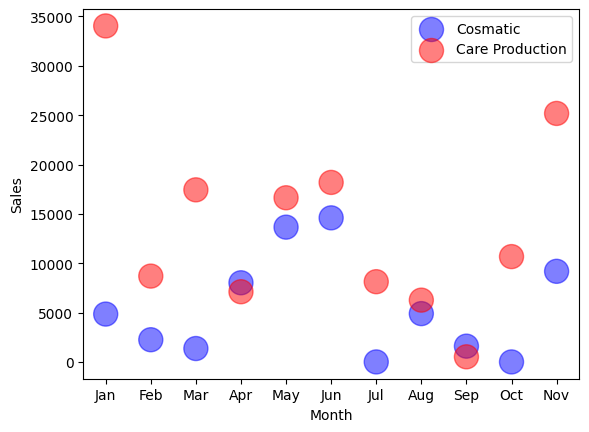 35000
30000
25000
20000
15000
10000
5000
0
Sales
Cosmatic
Care Production
Jan Feb Mar Apr May Jun Jul Aug Sep Oct Nov
Month